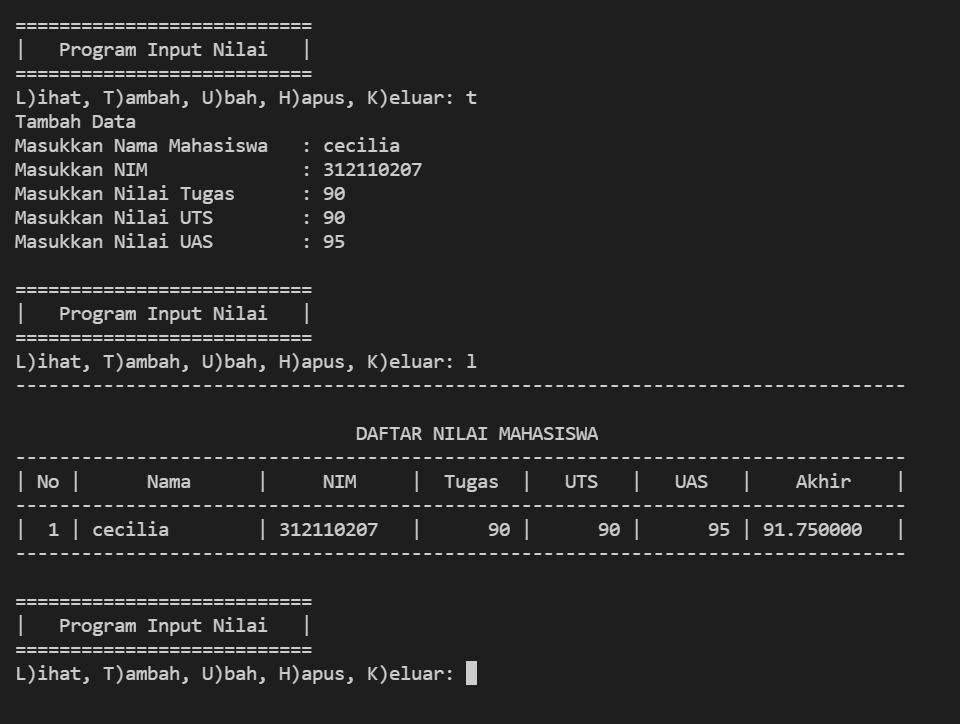 ===========================
|   Program Input Nilai   |
===========================
L)ihat, T)ambah, U)bah, H)apus, K)eluar: t
Tambah Data
Masukkan Nama Mahasiswa   : cecilia
Masukkan NIM              : 312110207
Masukkan Nilai Tugas      : 90
Masukkan Nilai UTS        : 90
Masukkan Nilai UAS        : 95

===========================
|   Program Input Nilai   |
===========================
L)ihat, T)ambah, U)bah, H)apus, K)eluar: l
---------------------------------------------------------------------------------

                               DAFTAR NILAI MAHASISWA
---------------------------------------------------------------------------------
| No |      Nama      |     NIM     |  Tugas  |   UTS   |   UAS   |    Akhir    |
---------------------------------------------------------------------------------
|  1 | cecilia        | 312110207   |      90 |      90 |      95 | 91.750000   |
---------------------------------------------------------------------------------

===========================
|   Program Input Nilai   |
===========================
L)ihat, T)ambah, U)bah, H)apus, K)eluar: